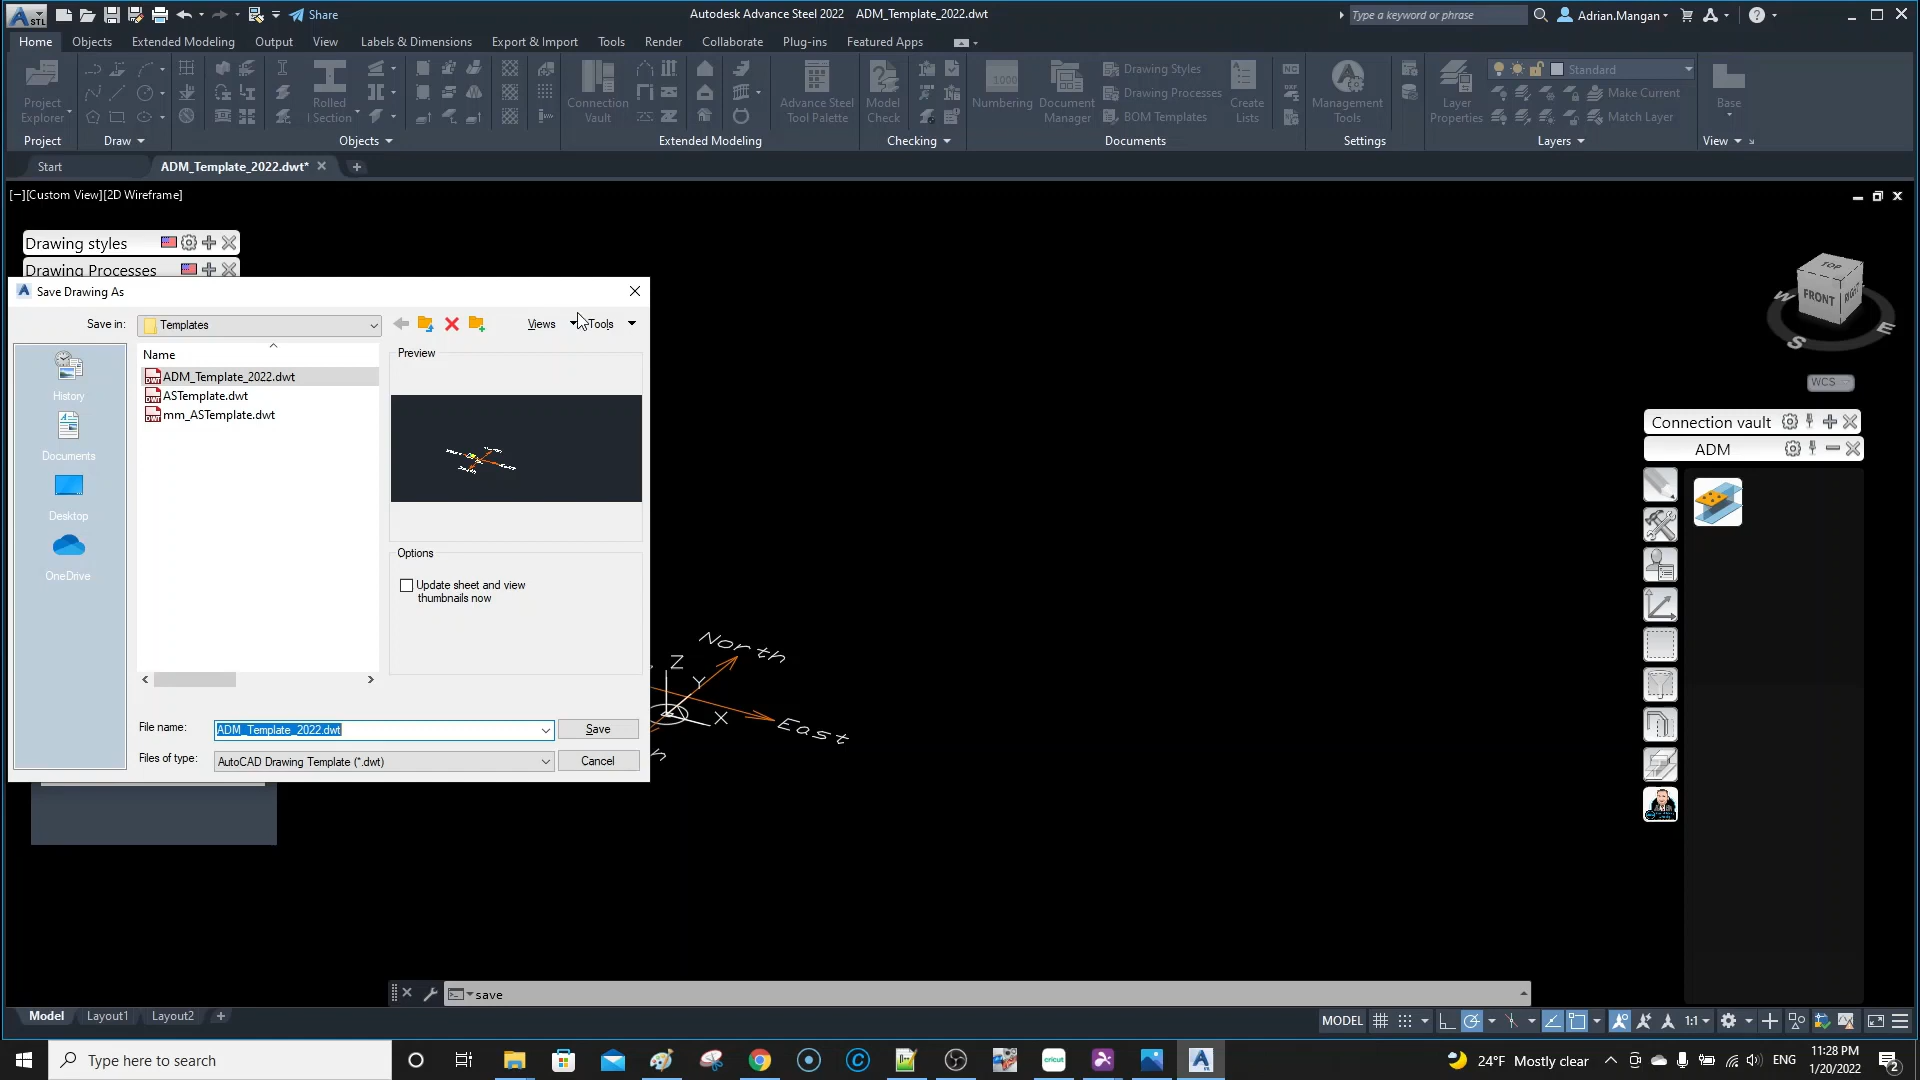 STL
Share
Autodesk Advance Steel 2022 ADM_Template_2022.dwt
Type a keyword or phrase
Adrian.Mangan
Home Objects Extended Modeling Output View Labels & Dimensions Export & Import Tools Render Collaborate Plug-ins Featured Apps
Project Explorer
Rolled I Section
Connection Vault
Advance Steel Tool Palette
Model Check
1000
Numbering
Document Manager
Drawing Styles
Drawing Processes
BOM Templates
Create Lists
Management Tools
Layer Properties
Standard
Make Current
Match Layer
Base
Project Draw Objects Extended Modeling Checking Documents Settings Layers View
Start ADM_Template_2022.dwt*
[−][Custom View][2D Wireframe]
Drawing styles
Drawing Processes
Save Drawing As
Save in: Templates
Views Tools
Name
ADM_Template_2022.dwt
ASTemplate.dwt
mm_ASTemplate.dwt
History
Documents
Desktop
OneDrive
Preview
Options
Update sheet and view
thumbnails now
File name: ADM_Template_2022.dwt
Save
Files of type: AutoCAD Drawing Template (*.dwt)
Cancel
TOP
FRONT
RIGHT
W
S
E
WCS
Connection vault
ADM
North
Z
Y
X
East
h
save
Model Layout1 Layout2
MODEL
1:1
Type here to search
cricut
24°F Mostly clear
ENG
11:28 PM
1/20/2022
2